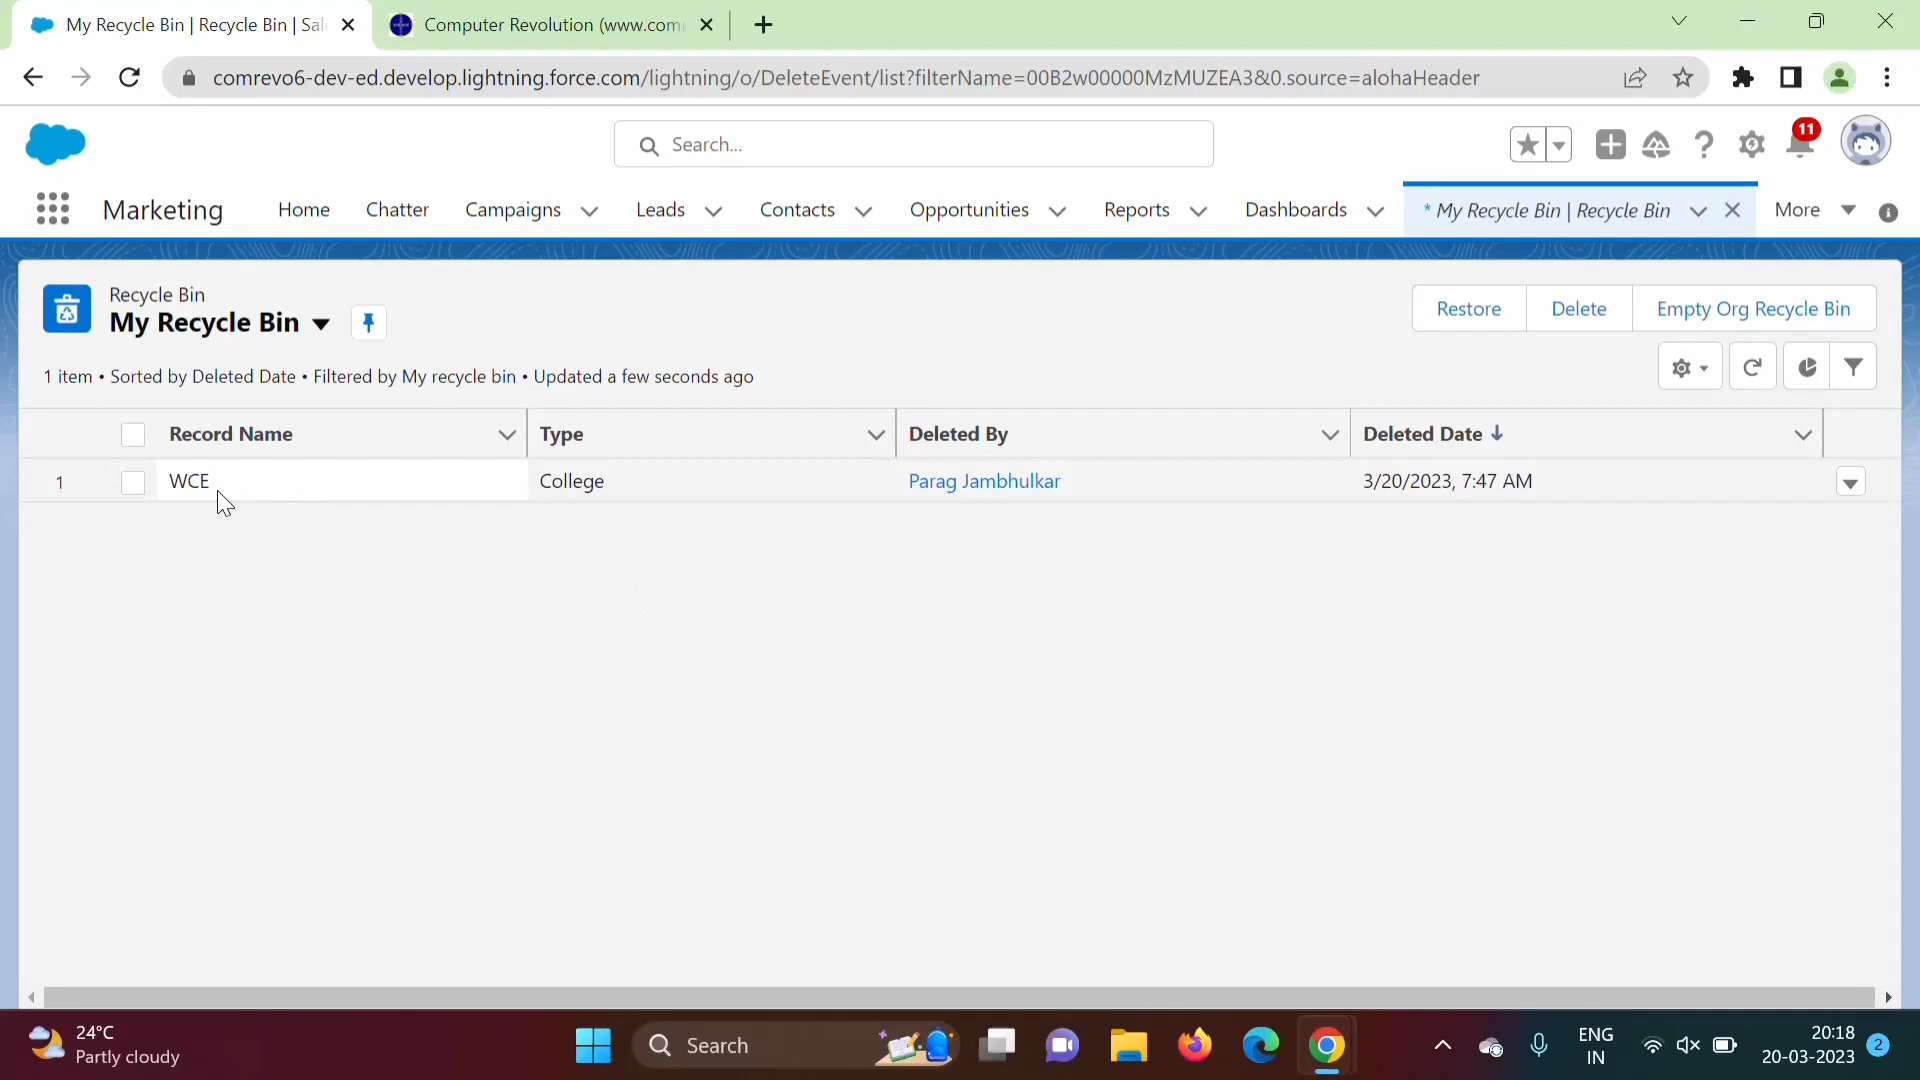 My Recycle Bin | Recycle Bin | Sal
Computer Revolution (www.com
comrevo6-dev-ed.develop.lightning.force.com/lightning/o/DeleteEvent/list?filterName=00B2w00000MzMUZEA3&0.source=alohaHeader
Search...
11
Marketing
Home
Chatter
Campaigns
Leads
Contacts
Opportunities
Reports
Dashboards
* My Recycle Bin | Recycle Bin
More
Recycle Bin
My Recycle Bin
Restore
Delete
Empty Org Recycle Bin
1 item • Sorted by Deleted Date • Filtered by My recycle bin • Updated a few seconds ago
Record Name
Type
Deleted By
Deleted Date
1
WCE
College
Parag Jambhulkar
3/20/2023, 7:47 AM
24°C
Partly cloudy
Search
ENG
IN
20:18
20-03-2023
2